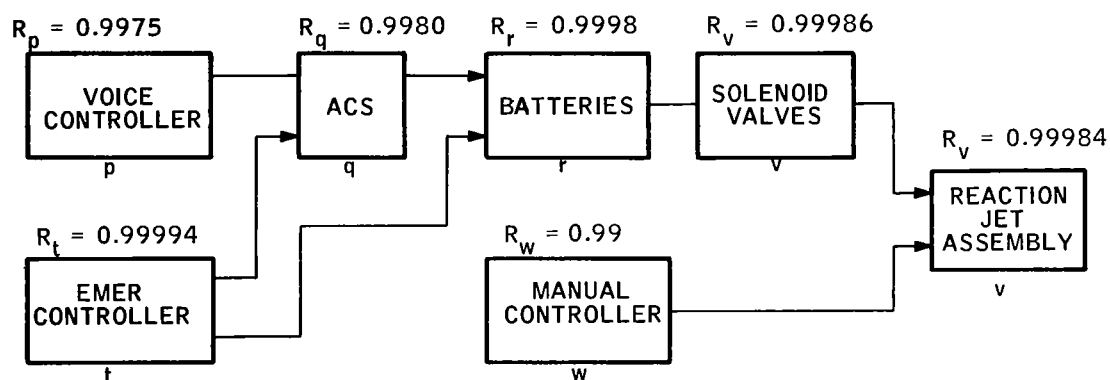 R_p = 0.9975
R_q = 0.9980
R_r = 0.9998
R_v = 0.99986
VOICE
CONTROLLER
ACS
BATTERIES
SOLENOID
VALVES
p
q
r
v
R_v = 0.99984
REACTION
JET
ASSEMBLY
v
R_t = 0.99994
R_w = 0.99
EMER
CONTROLLER
MANUAL
CONTROLLER
t
w